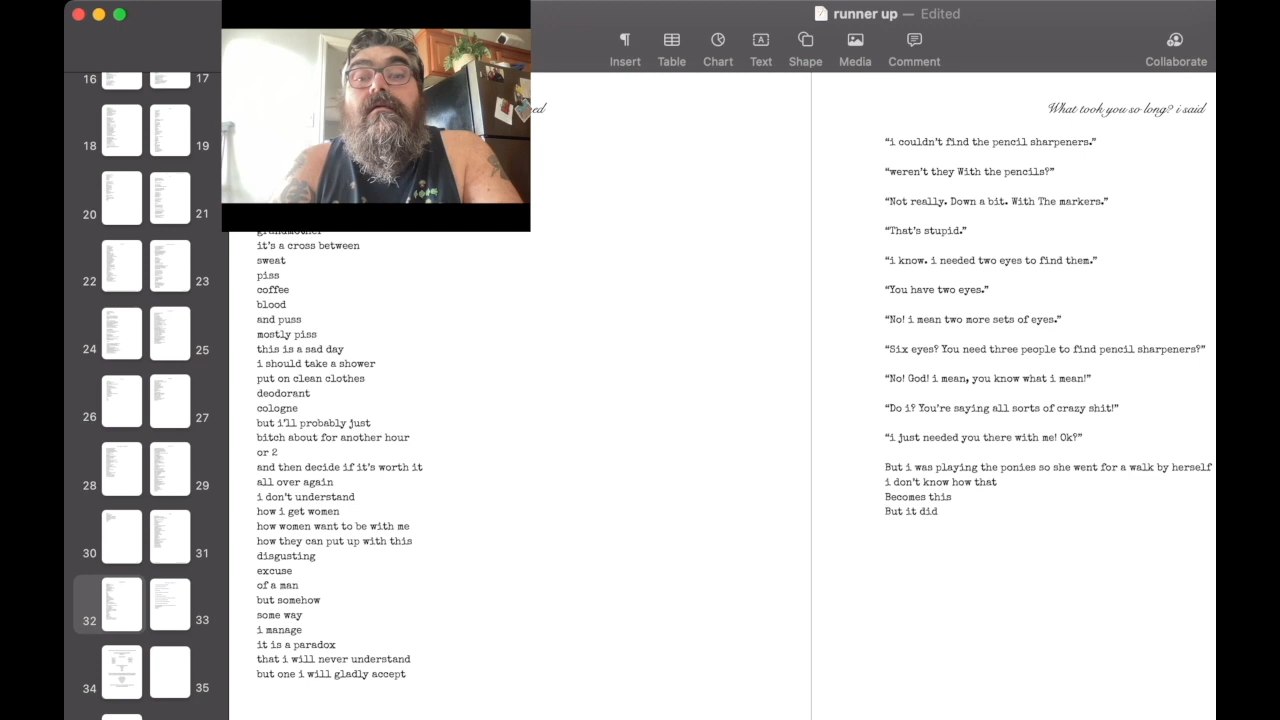 runner up — Edited
Insert
Table
Chart
Text
Shape
Media
Comment
Collaborate
16
17
18
19
20
21
22
23
24
25
26
27
28
29
30
31
32
33
34
35
grandmother
it's a cross between
sweat
piss
coffee
blood
and puss
mostly piss
this is a sad day
i should take a shower
put on clean clothes
deodorant
cologne
but i'll probably just
bitch about for another hour
or 2
and then decide if it's worth it
all over again
i don't understand
how i get women
how women want to be with me
how they can put up with this
disgusting
excuse
of a man
but somehow
some way
i manage
it is a paradox
that i will never understand
but one i will gladly accept
What took you so long? i said
“i couldn't find the pencil sharpeners.”
“weren't they With the pencils?”
“Not really. Down a bit. With The markers.”
“That's stupid.”
“i know. i needed two eyes to find them.”
“You have two eyes.”
“No! i mean two more sets of eyes.”
“Six eyes? You need three people to find pencil sharpeners?”
“No! God! i mean, you know what i mean!”
“Do i? You're saying all sorts of crazy shit!”
“i just needed you there with me! Ok?”
But i was playing the ponies so she went for a walk by herself
i don't know how that
Becomes this
But it did